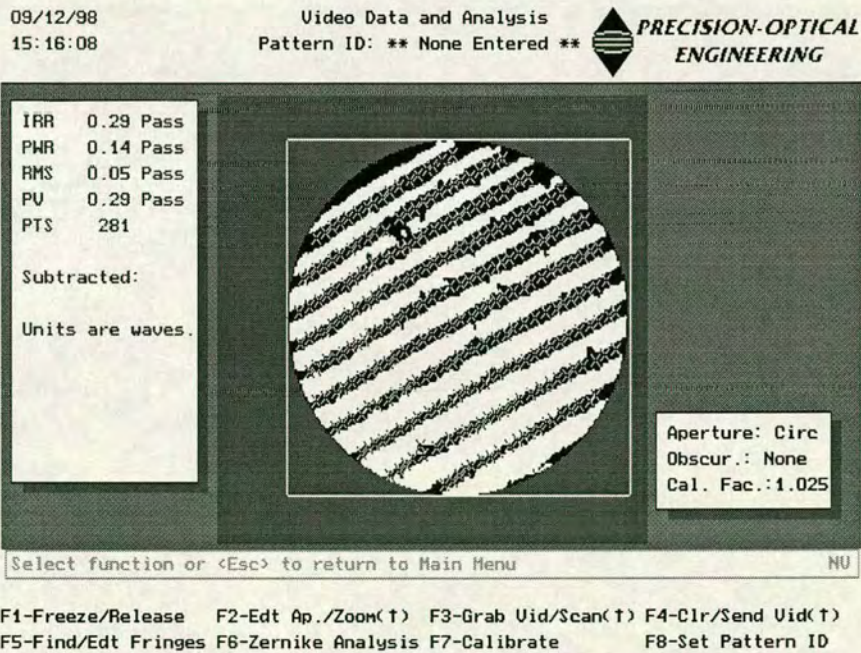 09/12/98
15:16:08
Video Data and Analysis
Pattern ID: ** None Entered **
PRECISION-OPTICAL
ENGINEERING
IRR 0.29 Pass
PWR 0.14 Pass
RMS 0.05 Pass
PV 0.29 Pass
PTS 281
Subtracted:
Units are waves.
Aperture: Circ
Obscur.: None
Cal. Fac.:1.025
Select function or <Esc> to return to Main Menu NV
F1-Freeze/Release F2-Edt Ap./Zoom(↑) F3-Grab Vid/Scan(↑) F4-Clr/Send Vid(↑)
F5-Find/Edt Fringes F6-Zernike Analysis F7-Calibrate F8-Set Pattern ID